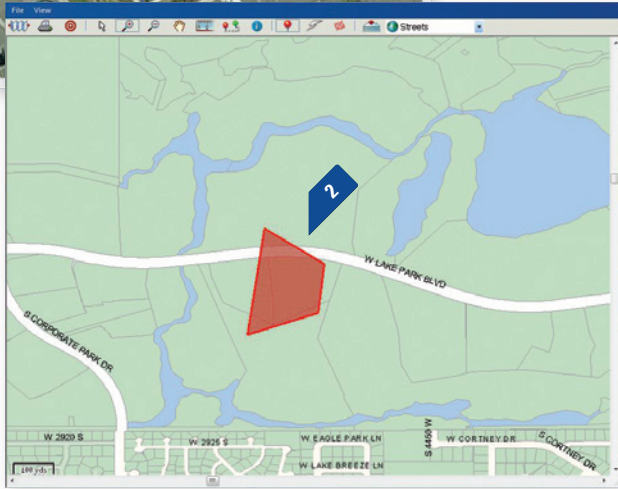 File View
Streets
2
W LAKE PARK BLVD
S CORPORATE PARK DR
W 2920 S
W 2925 S
W EAGLE PARK LN
S 4450 W
W CORTNEY DR
S CORTNEY DR
W LAKE BREEZE LN
100 yds